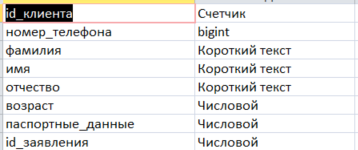 id_клиента Счетчик
номер_телефона bigint
фамилия Короткий текст
имя Короткий текст
отчество Короткий текст
возраст Числовой
паспортные_данные Числовой
id_заявления Числовой